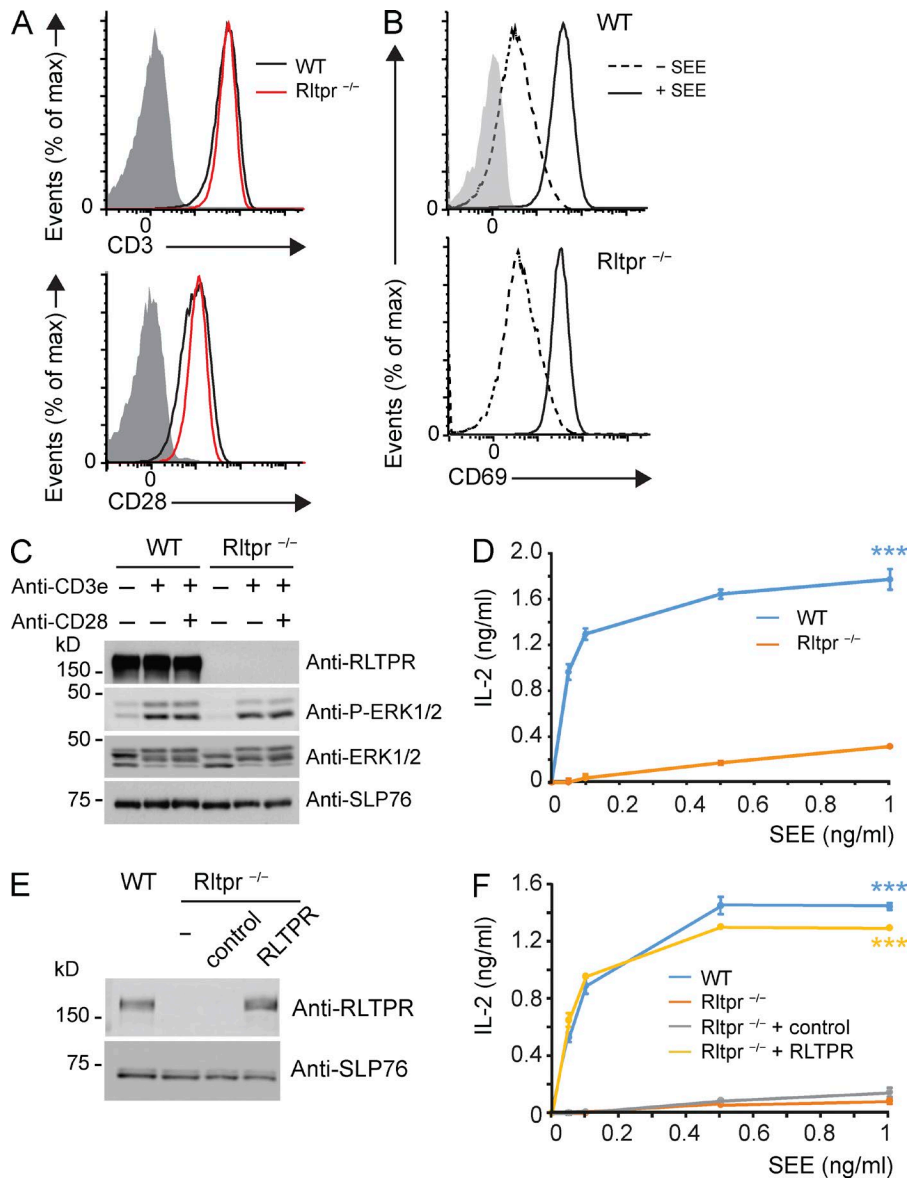 A
Events (% of max)
WT
Rltpr −/−
0
0
CD3
Events (% of max)
0
0
CD28
B
WT
− SEE
+ SEE
Events (% of max)
0
0
Rltpr −/−
0
0
CD69
C
WT
Rltpr −/−
Anti-CD3e
− + + − + +
Anti-CD28
− − + − − +
kD
150
Anti-RLTPR
50
Anti-P-ERK1/2
50
Anti-ERK1/2
75
Anti-SLP76
D
IL-2 (ng/ml)
2.0
1.6
1.2
0.8
0.4
0
***
WT
Rltpr −/−
0.2 0.4 0.6 0.8 1
SEE (ng/ml)
E
WT
Rltpr −/−
− control RLTPR
kD
150
Anti-RLTPR
75
Anti-SLP76
F
IL-2 (ng/ml)
1.6
1.2
0.8
0.4
0
***
***
WT
Rltpr −/−
Rltpr −/− + control
Rltpr −/− + RLTPR
0.2 0.4 0.6 0.8 1
SEE (ng/ml)